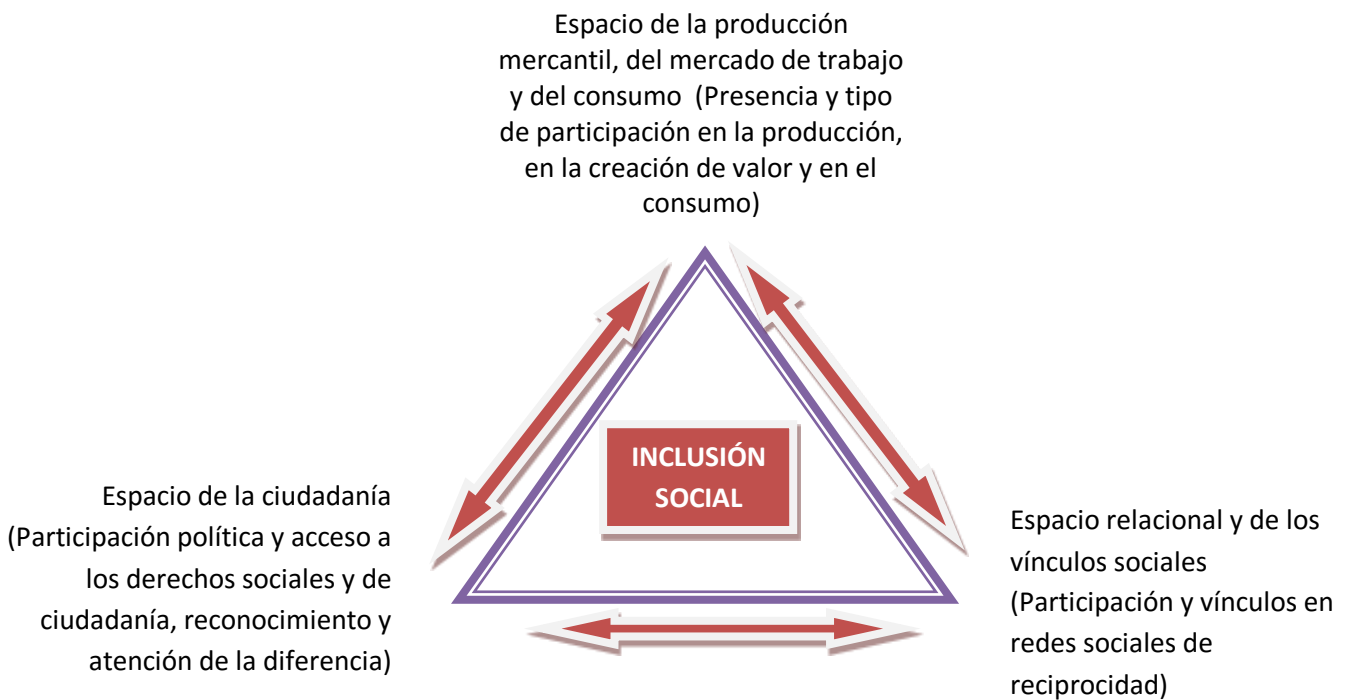 Espacio de la producción
mercantil, del mercado de trabajo
y del consumo  (Presencia y tipo
de participación en la producción,
en la creación de valor y en el
consumo)
INCLUSIÓN
SOCIAL
Espacio de la ciudadanía
(Participación política y acceso a
los derechos sociales y de
ciudadanía, reconocimiento y
atención de la diferencia)
Espacio relacional y de los
vínculos sociales
(Participación y vínculos en
redes sociales de
reciprocidad)